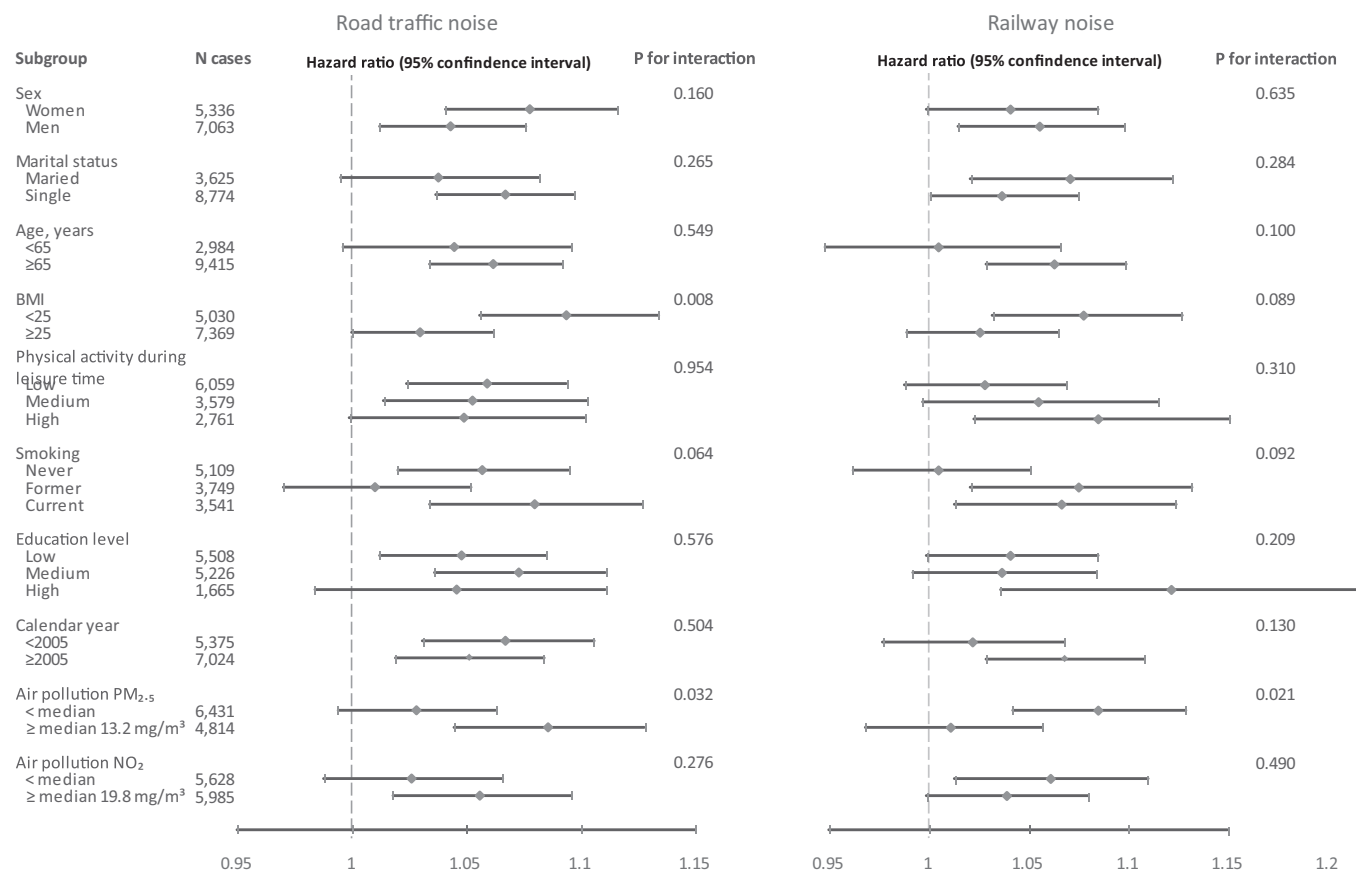 Road traffic noise Railway noise
Subgroup N cases Hazard ratio (95% confindence interval) P for interaction Hazard ratio (95% confindence interval) P for interaction
Sex 0.160 0.635
Women 5,336
Men 7,063
Marital status 0.265 0.284
Maried 3,625
Single 8,774
Age, years 0.549 0.100
<65 2,984
≥65 9,415
BMI 0.008 0.089
<25 5,030
≥25 7,369
Physical activity during
leisure time 0.954 0.310
Low 6,059
Medium 3,579
High 2,761
Smoking 0.064 0.092
Never 5,109
Former 3,749
Current 3,541
Education level 0.576 0.209
Low 5,508
Medium 5,226
High 1,665
Calendar year 0.504 0.130
<2005 5,375
≥2005 7,024
Air pollution PM₂.₅ 0.032 0.021
< median 6,431
≥ median 13.2 mg/m³ 4,814
Air pollution NO₂ 0.276 0.490
< median 5,628
≥ median 19.8 mg/m³ 5,985
0.95 1 1.05 1.1 1.15 0.95 1 1.05 1.1 1.15 1.2